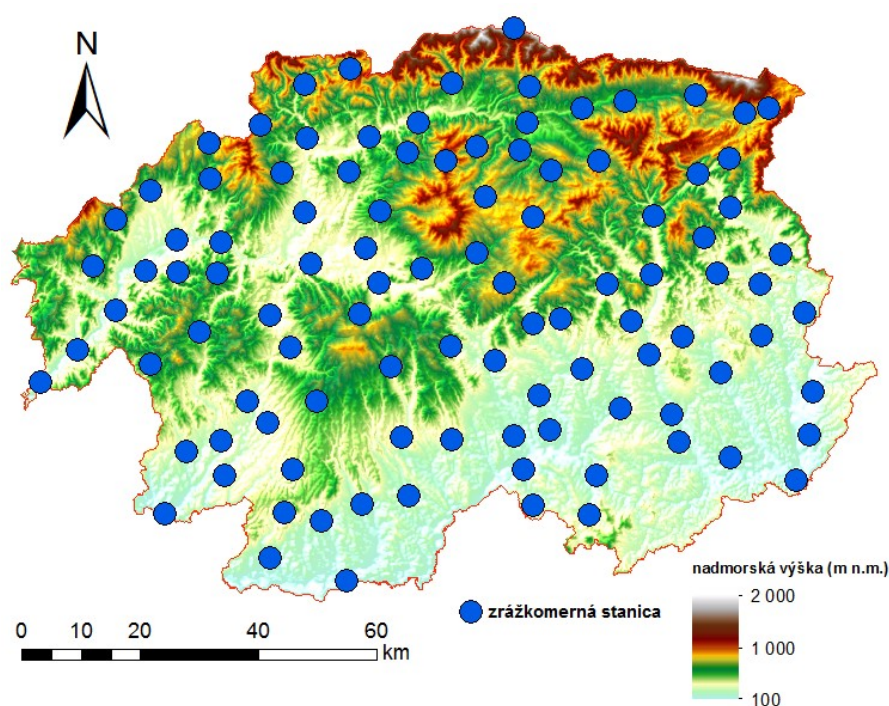 N
nadmorská výška (m n.m.)
zrážkomerná stanica
2 000
1 000
100
0 10 20 40 60
km